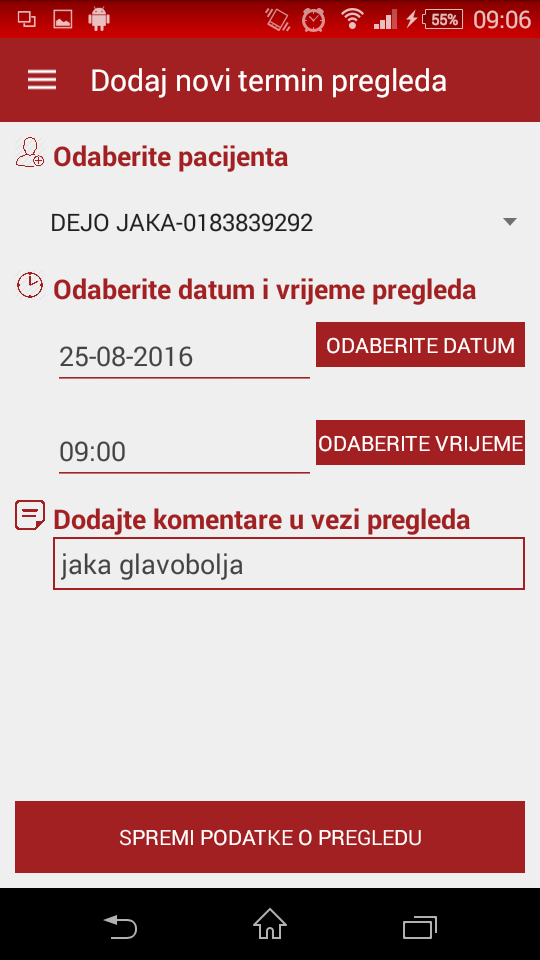 55% 09:06
Dodaj novi termin pregleda
Odaberite pacijenta
DEJO JAKA-0183839292
Odaberite datum i vrijeme pregleda
25-08-2016 ODABERITE DATUM
09:00 ODABERITE VRIJEME
Dodajte komentare u vezi pregleda
jaka glavobolja
SPREMI PODATKE O PREGLEDU